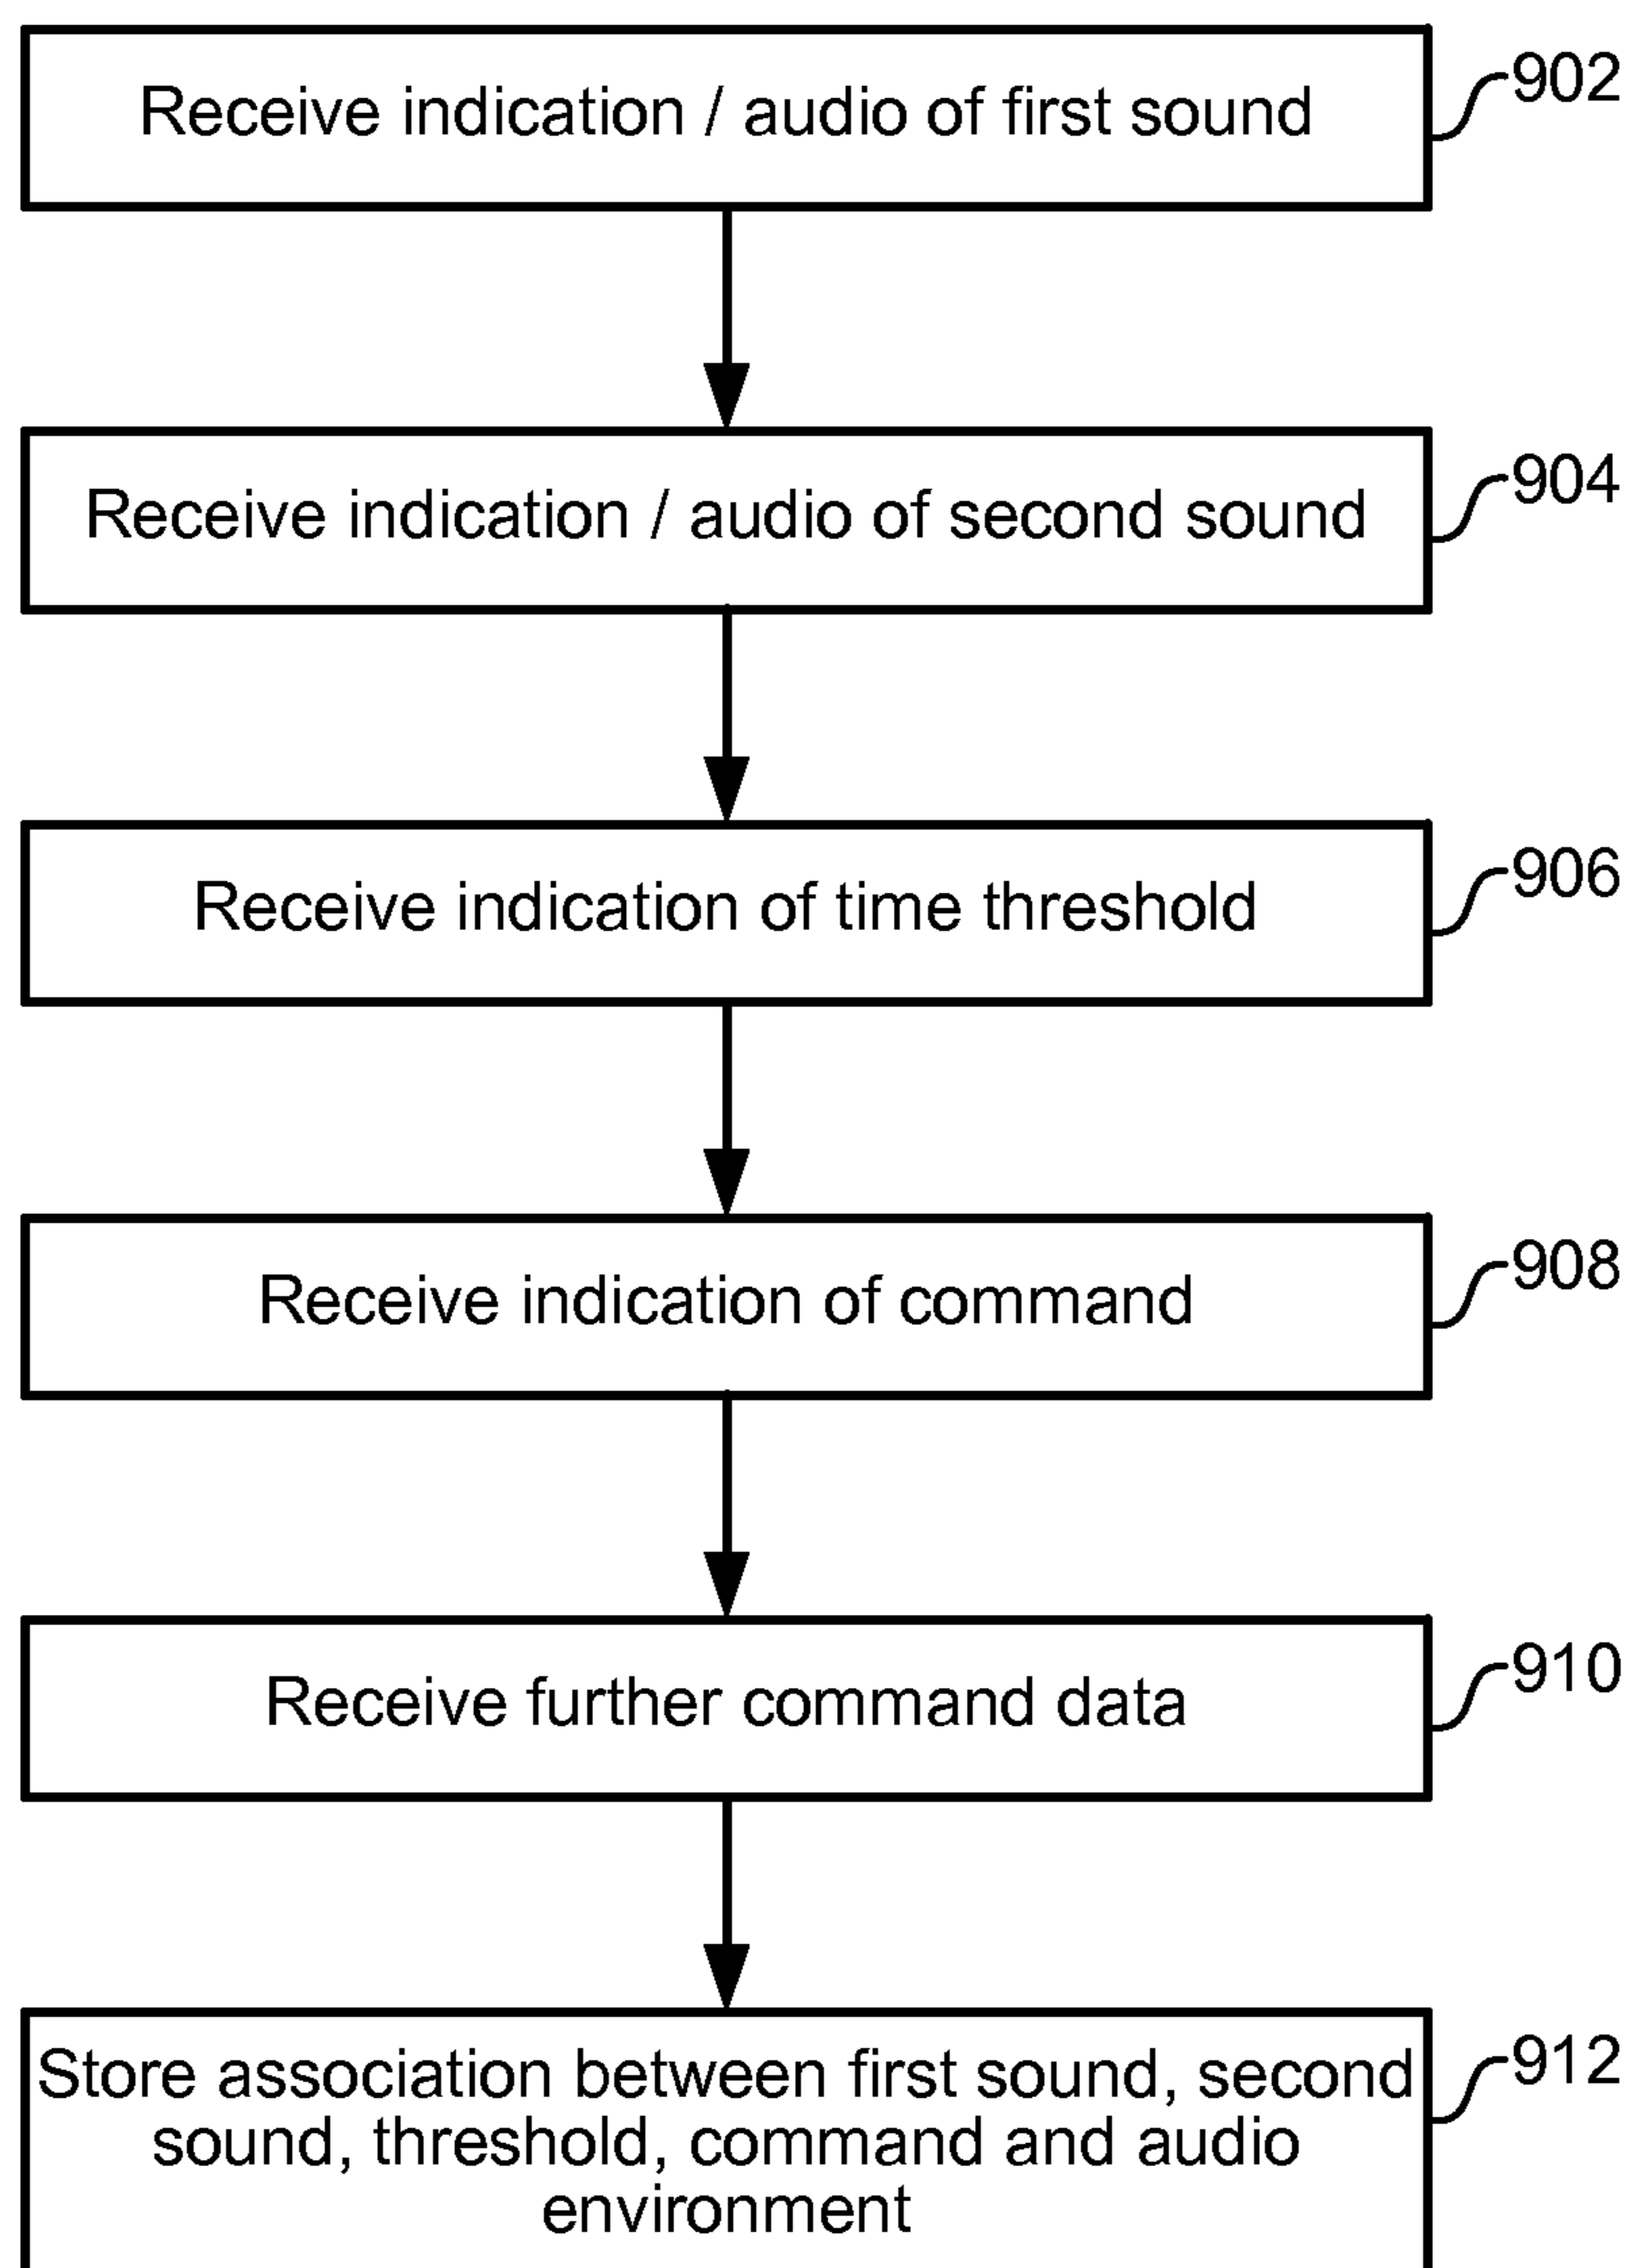 Receive indication / audio of first sound
902
Receive indication / audio of second sound
904
Receive indication of time threshold
906
Receive indication of command
908
Receive further command data
910
Store association between first sound, second
sound, threshold, command and audio
environment
912